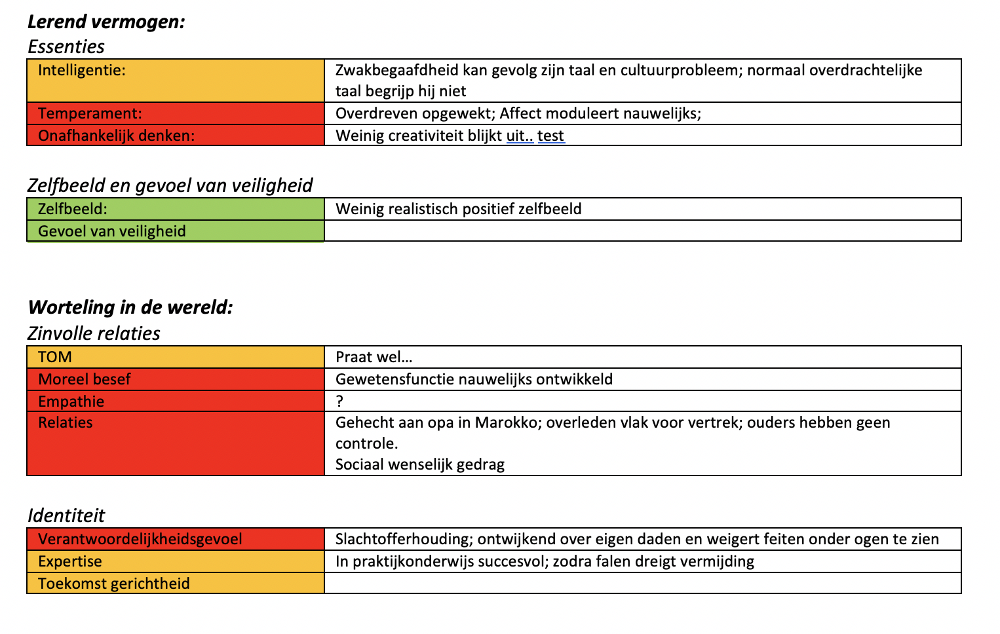 Lerend vermogen:
Essenties
Intelligentie:
Zwakbegaafdheid kan gevolg zijn taal en cultuurprobleem; normaal overdrachtelijke
taal begrijp hij niet
Temperament:
Overdreven opgewekt; Affect moduleert nauwelijks;
Onafhankelijk denken:
Weinig creativiteit blijkt uit.. test
Zelfbeeld en gevoel van veiligheid
Zelfbeeld:
Weinig realistisch positief zelfbeeld
Gevoel van veiligheid
Worteling in de wereld:
Zinvolle relaties
TOM
Praat wel...
Moreel besef
Gewetensfunctie nauwelijks ontwikkeld
Empathie
?
Relaties
Gehecht aan opa in Marokko; overleden vlak voor vertrek; ouders hebben geen
controle.
Sociaal wenselijk gedrag
Identiteit
Verantwoordelijkheidsgevoel
Slachtofferhouding; ontwijkend over eigen daden en weigert feiten onder ogen te zien
Expertise
In praktijkonderwijs succesvol; zodra falen dreigt vermijding
Toekomst gerichtheid